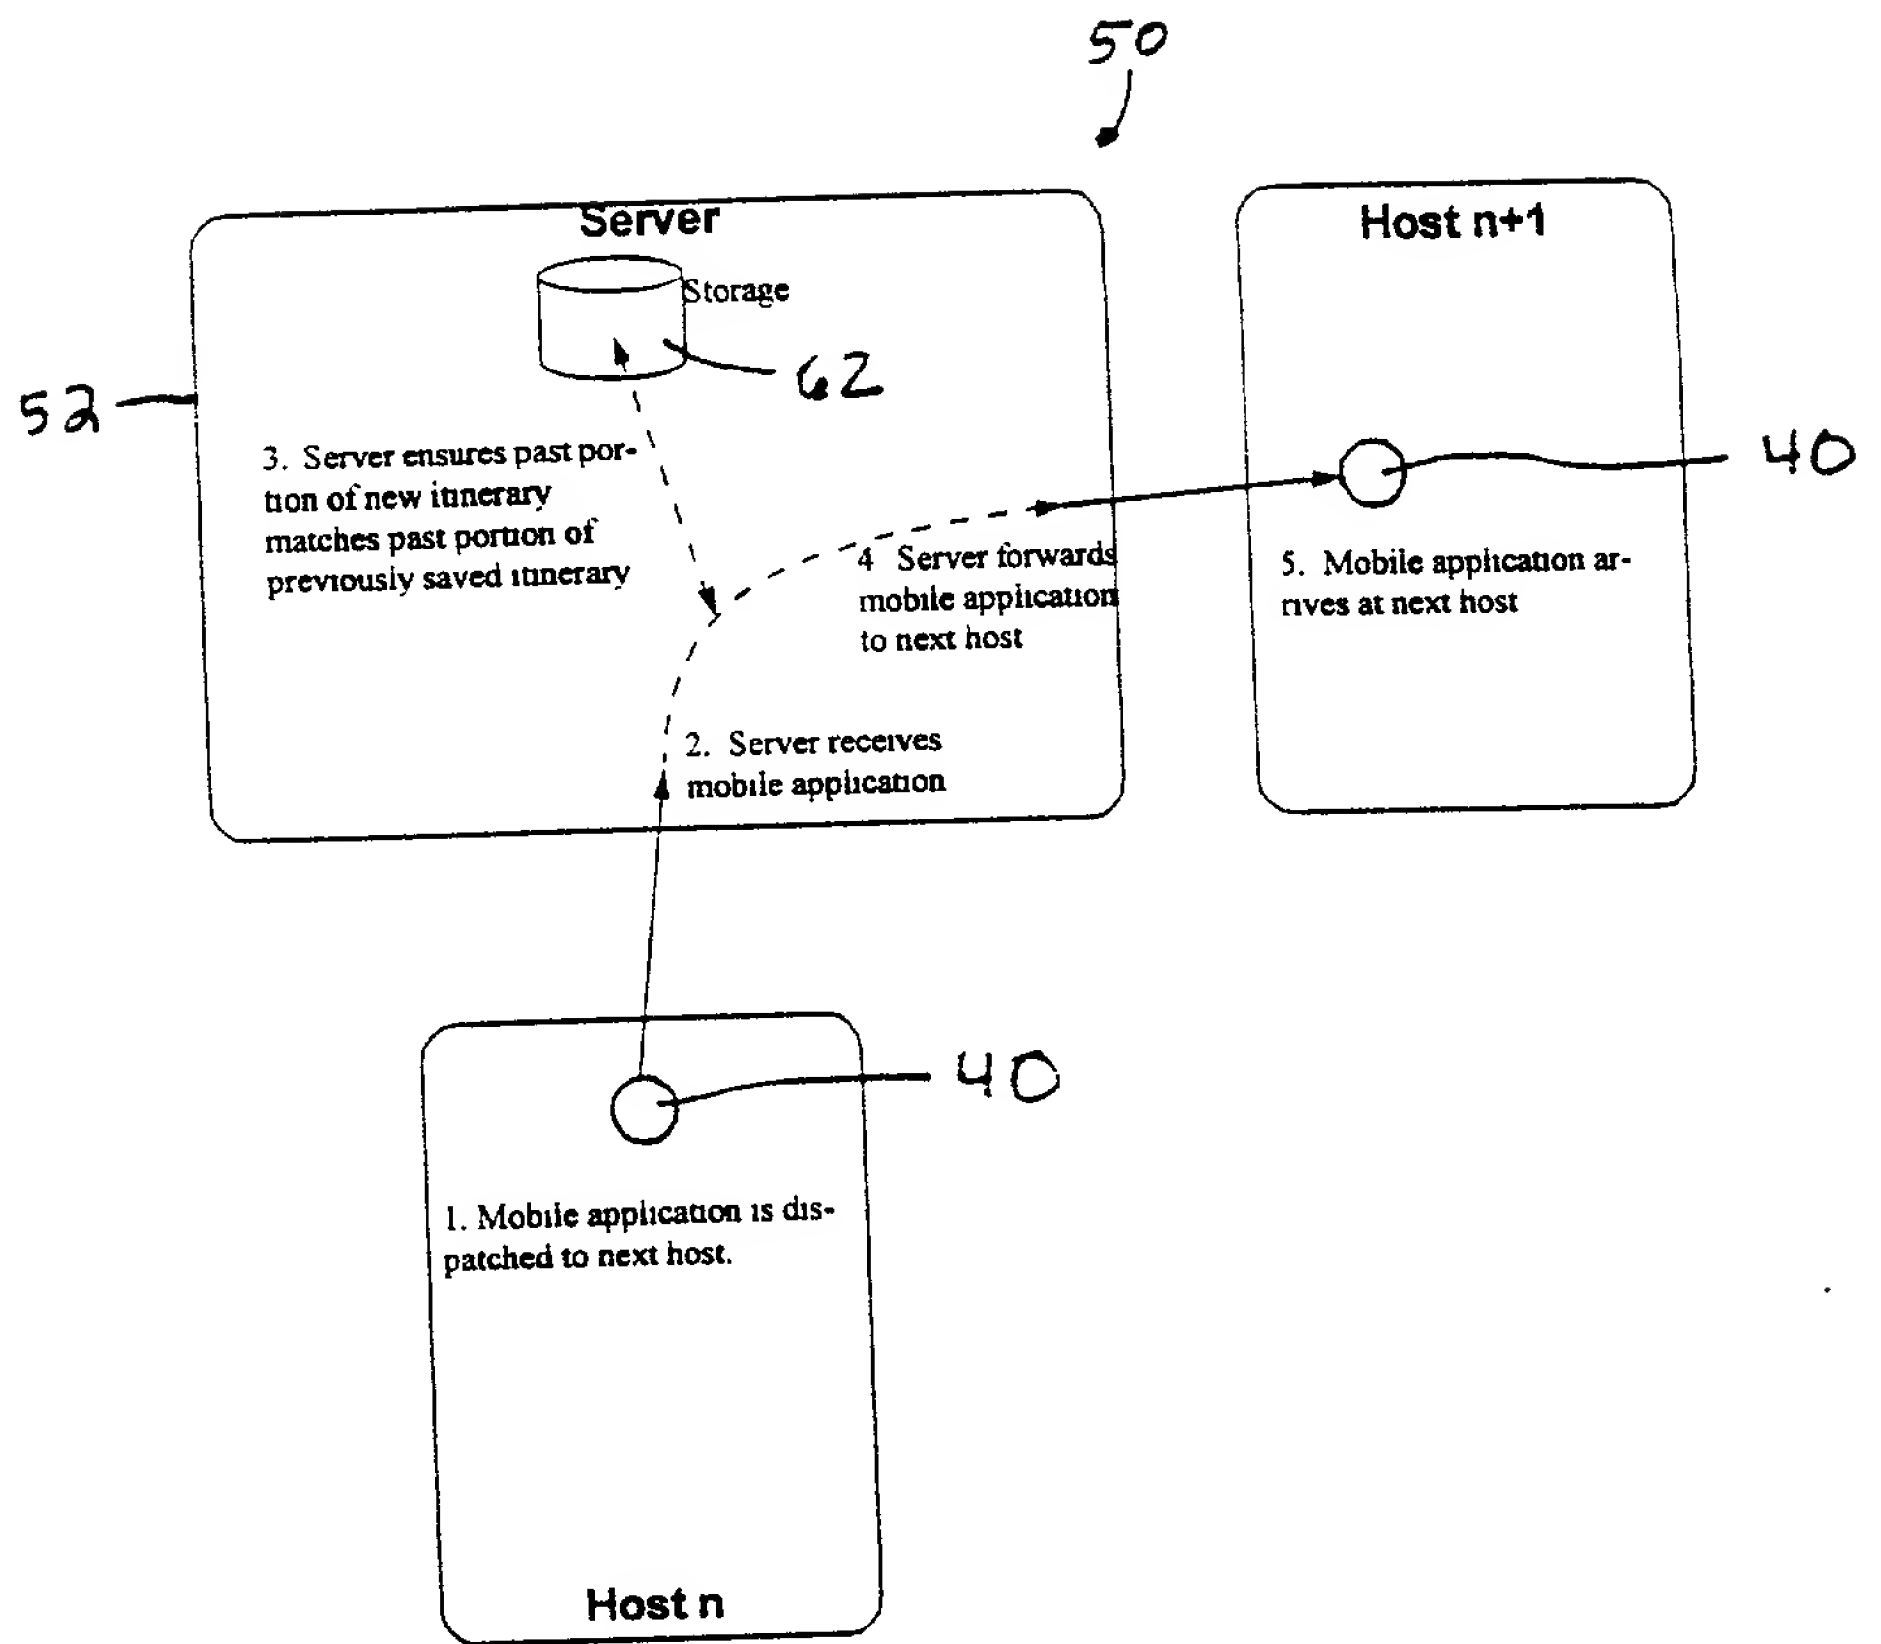 50
Server
Host n+1
Storage
62
52
40
3. Server ensures past por-
tion of new itinerary
matches past portion of
previously saved itinerary
4 Server forwards
mobile application
to next host
5. Mobile application ar-
rives at next host
2. Server receives
mobile application
40
1. Mobile application is dis-
patched to next host.
Host n